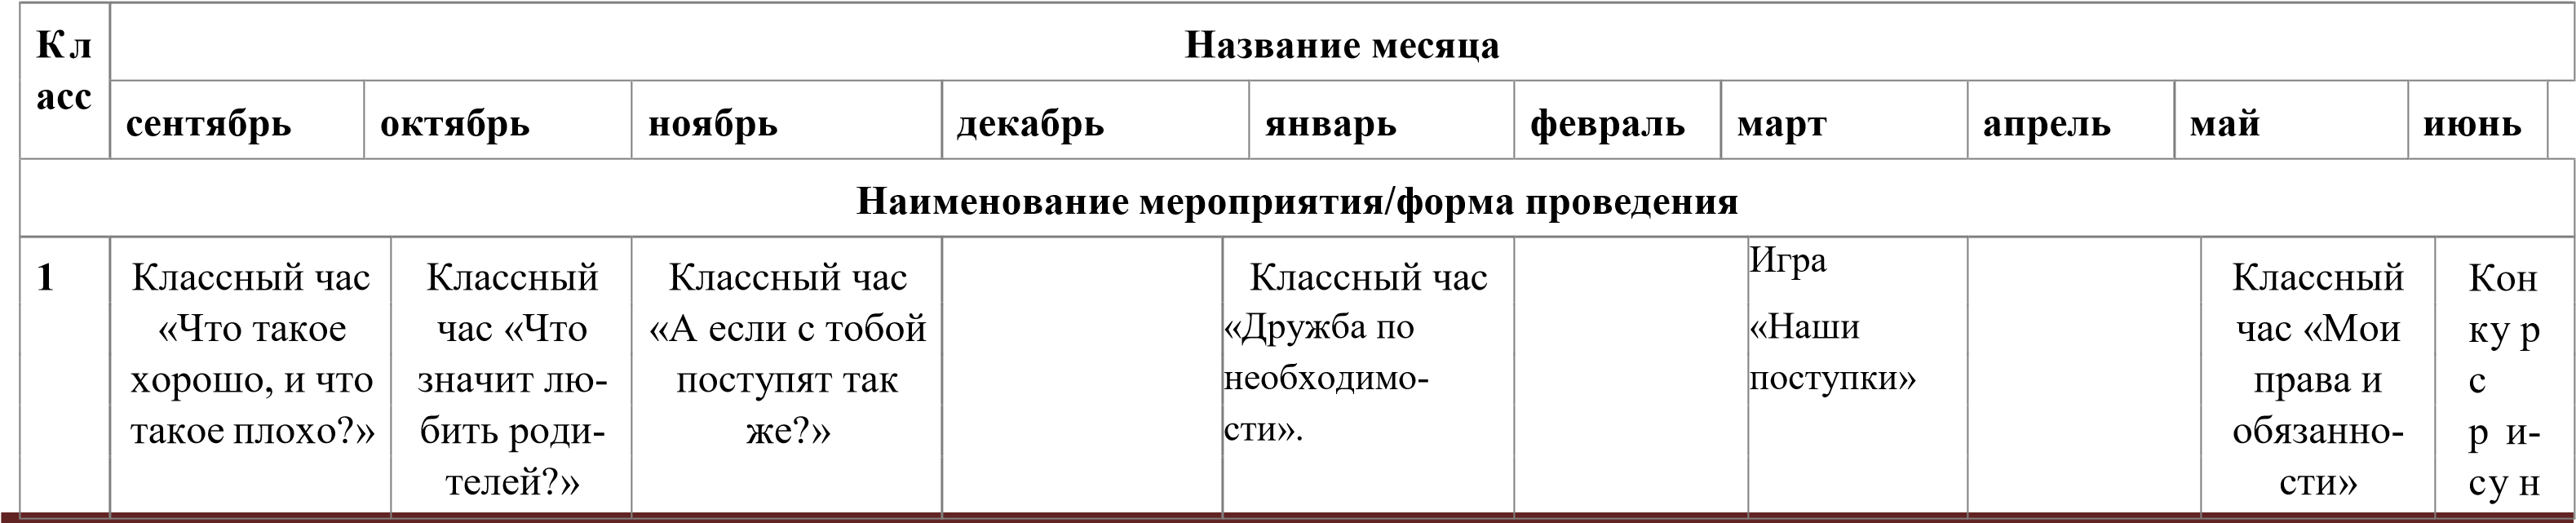 Кл
асс
Название месяца
сентябрь октябрь ноябрь декабрь январь февраль март апрель май июнь
Наименование мероприятия/форма проведения
1
Классный час
«Что такое
хорошо, и что
такое плохо?»
Классный
час «Что
значит лю-
бить роди-
телей?»
Классный час
«А если с тобой
поступят так
же?»
Классный час
«Дружба по
необходимо-
сти».
Игра
«Наши
поступки»
Классный
час «Мои
права и
обязанно-
сти»
Кон
ку р
с
р и-
су н